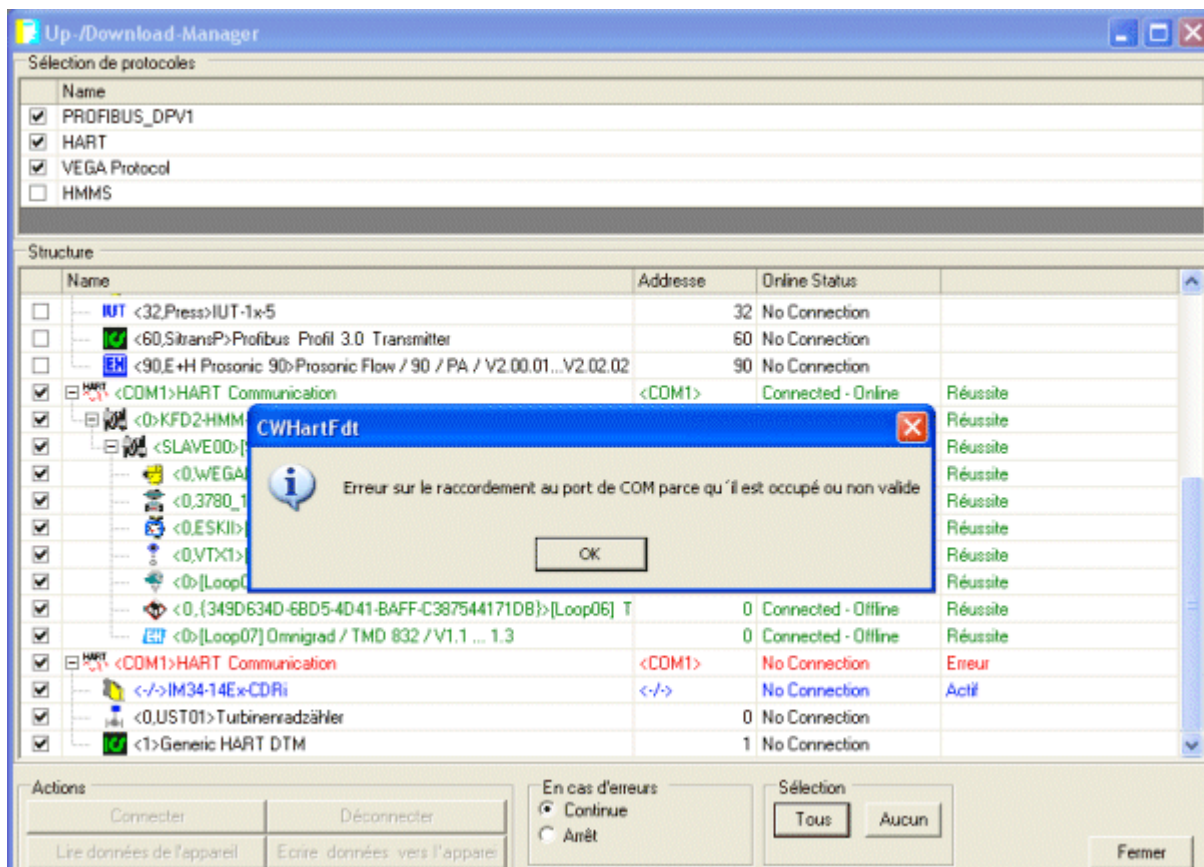 Up-/Download-Manager
Sélection de protocoles
Name
PROFIBUS_DPV1
HART
VEGA Protocol
HMMS
Structure
Name Addresse Online Status
IUT <32,Press>IUT-1x-5 32 No Connection
<60,SitransP>Profibus Profil 3.0 Transmitter 60 No Connection
EH <90,E+H Prosonic 90>Prosonic Flow / 90 / PA / V2.00.01...V2.02.02 90 No Connection
HART <COM1>HART Communication <COM1> Connected - Online Réussite
<0>KFD2-HMM- Réussite
<SLAVE00>[ Réussite
<0,WEGA Réussite
<0,3780_1 Réussite
<0,ESKII>[ Réussite
<0,VTX1>[ Réussite
<0>[Loop0 Réussite
<0,{349D634D-6BD5-4D41-BAFF-C387544171DB}>[Loop06] T 0 Connected - Offline Réussite
EH <0>[Loop07] Omnigrad / TMD 832 / V1.1 ... 1.3 0 Connected - Offline Réussite
HART <COM1>HART Communication <COM1> No Connection Erreur
<-/->IM34-14Ex-CDRi <-/-> No Connection Actif
<0,UST01>Turbinenradzähler 0 No Connection
<1>Generic HART DTM 1 No Connection
CWHartFdt
Erreur sur le raccordement au port de COM parce qu´il est occupé ou non valide
OK
Actions
Connecter Déconnecter
Lire données de l'appareil Ecrire données vers l'appareil
En cas d'erreurs
Continue
Arrêt
Sélection
Tous Aucun
Fermer